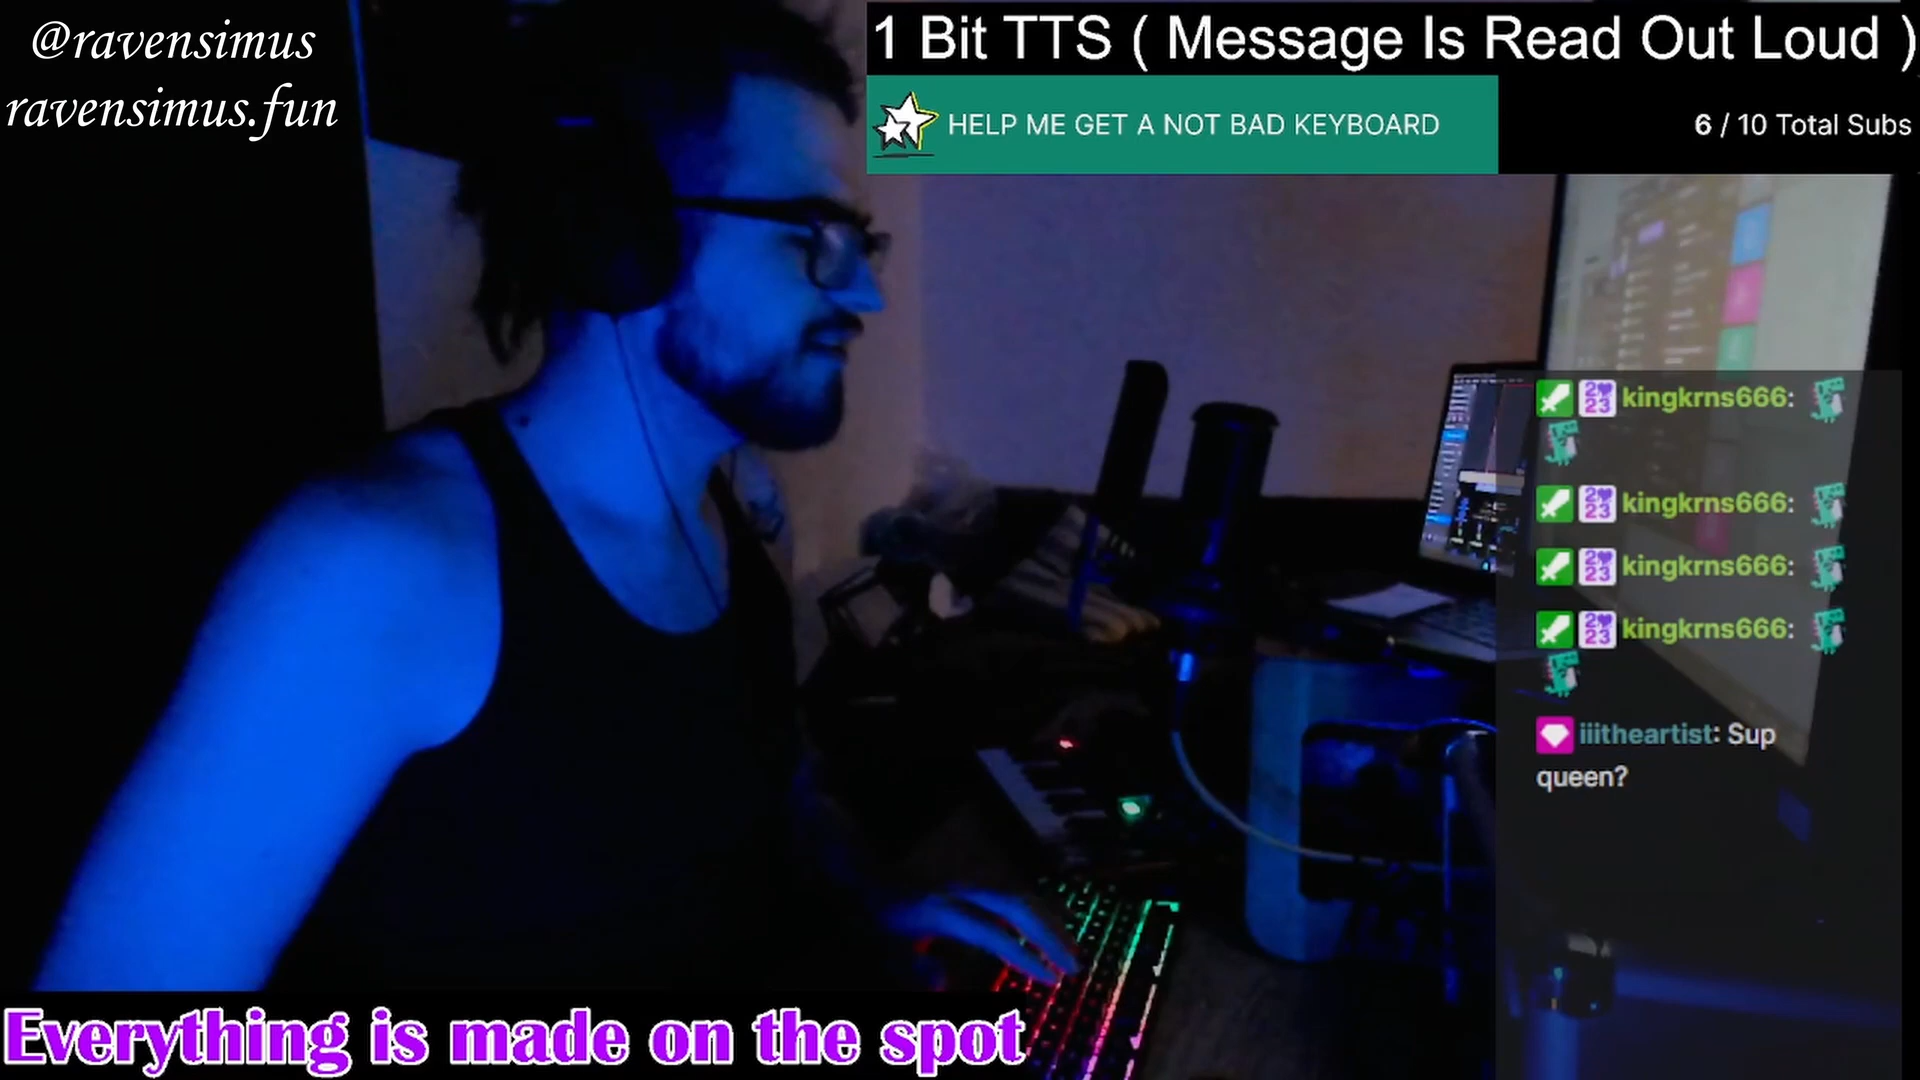 @ravensimus
ravensimus.fun
1 Bit TTS ( Message Is Read Out Loud )
HELP ME GET A NOT BAD KEYBOARD
6 / 10 Total Subs
kingkrns666:
kingkrns666:
kingkrns666:
kingkrns666:
iiitheartist: Sup
queen?
Everything is made on the spot